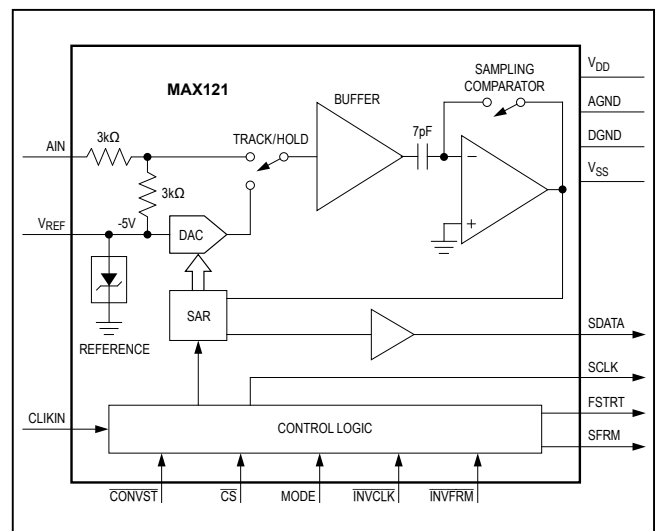 MAX121
AIN
3kΩ
3kΩ
TRACK/HOLD
BUFFER
7pF
SAMPLING
COMPARATOR
−
+
VDD
AGND
DGND
VSS
VREF
-5V
DAC
REFERENCE
SAR
SDATA
SCLK
FSTRT
SFRM
CLIKIN
CONTROL LOGIC
CONVST
CS
MODE
INVCLK
INVFRM